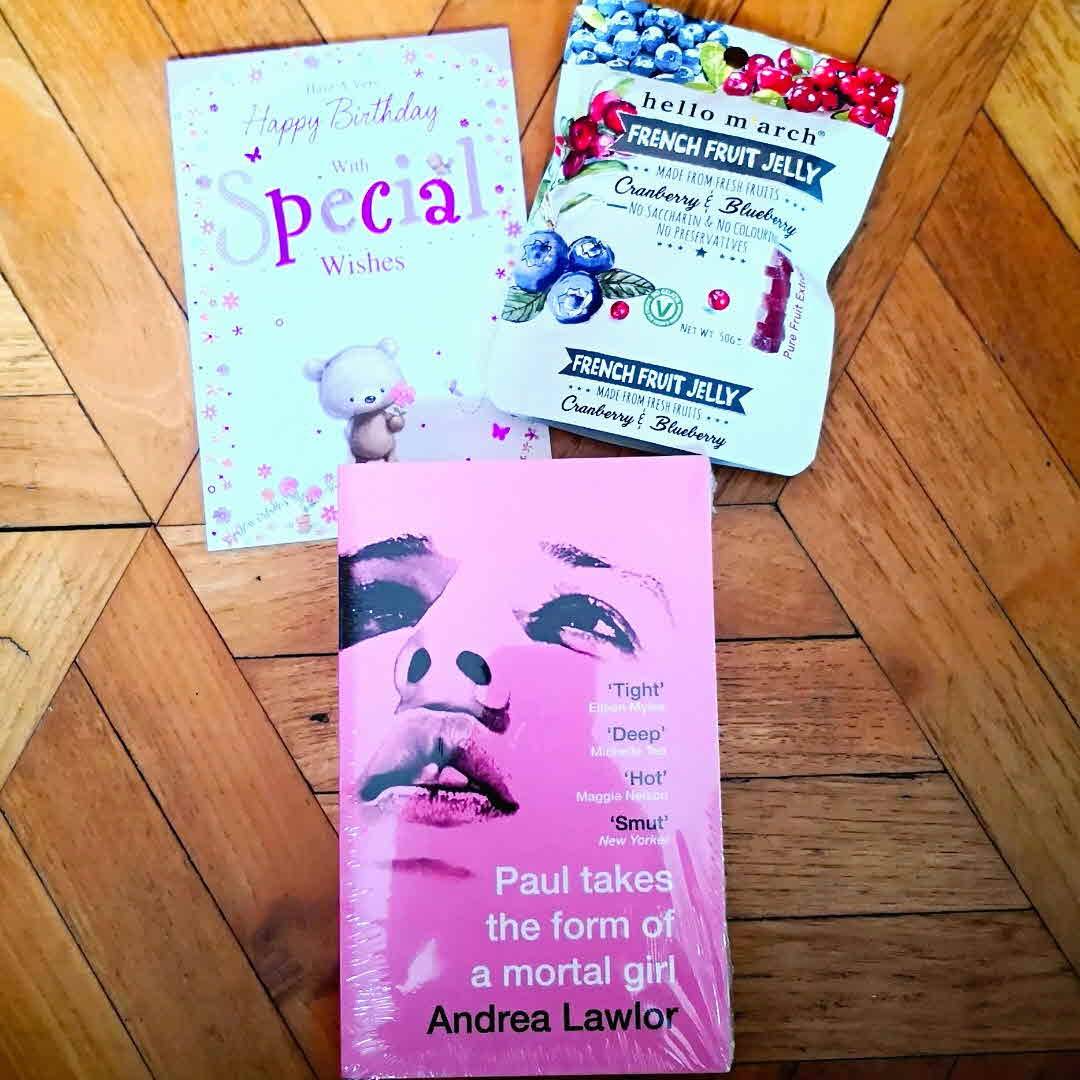 Have A Very
Happy Birthday
With
Special
Wishes
hello m'arch®
FRENCH FRUIT JELLY
MADE FROM FRESH FRUITS
Cranberry & Blueberry
NO SACCHARIN & NO COLOURING
NO PRESERVATIVES
V
NET WT. 50G
Pure Fruit Extr
FRENCH FRUIT JELLY
MADE FROM FRESH FRUITS
Cranberry & Blueberry
‘Tight’
Eileen Myles
‘Deep’
Michelle Tea
‘Hot’
Maggie Nelson
‘Smut’
New Yorker
Paul takes
the form of
a mortal girl
Andrea Lawlor